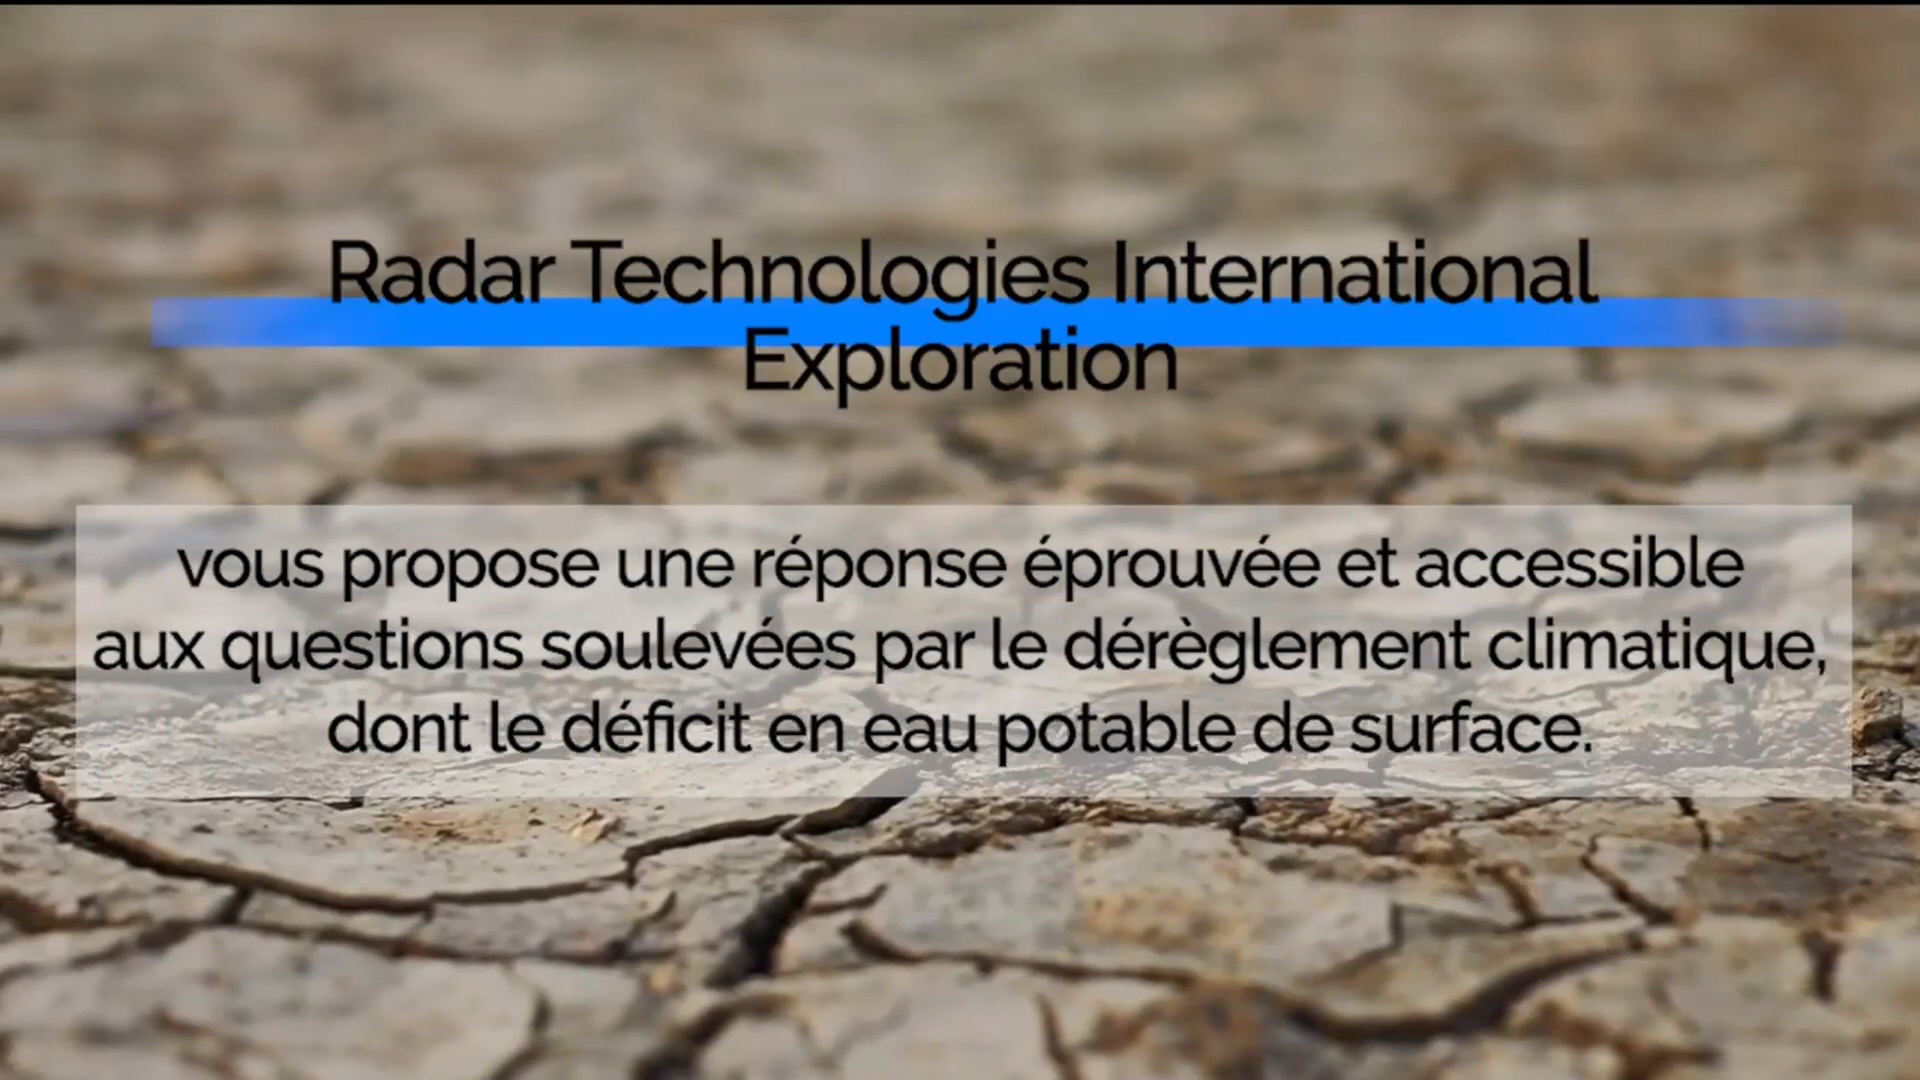 Radar Technologies International
Exploration
vous propose une réponse éprouvée et accessible
aux questions soulevées par le dérèglement climatique,
dont le déficit en eau potable de surface.